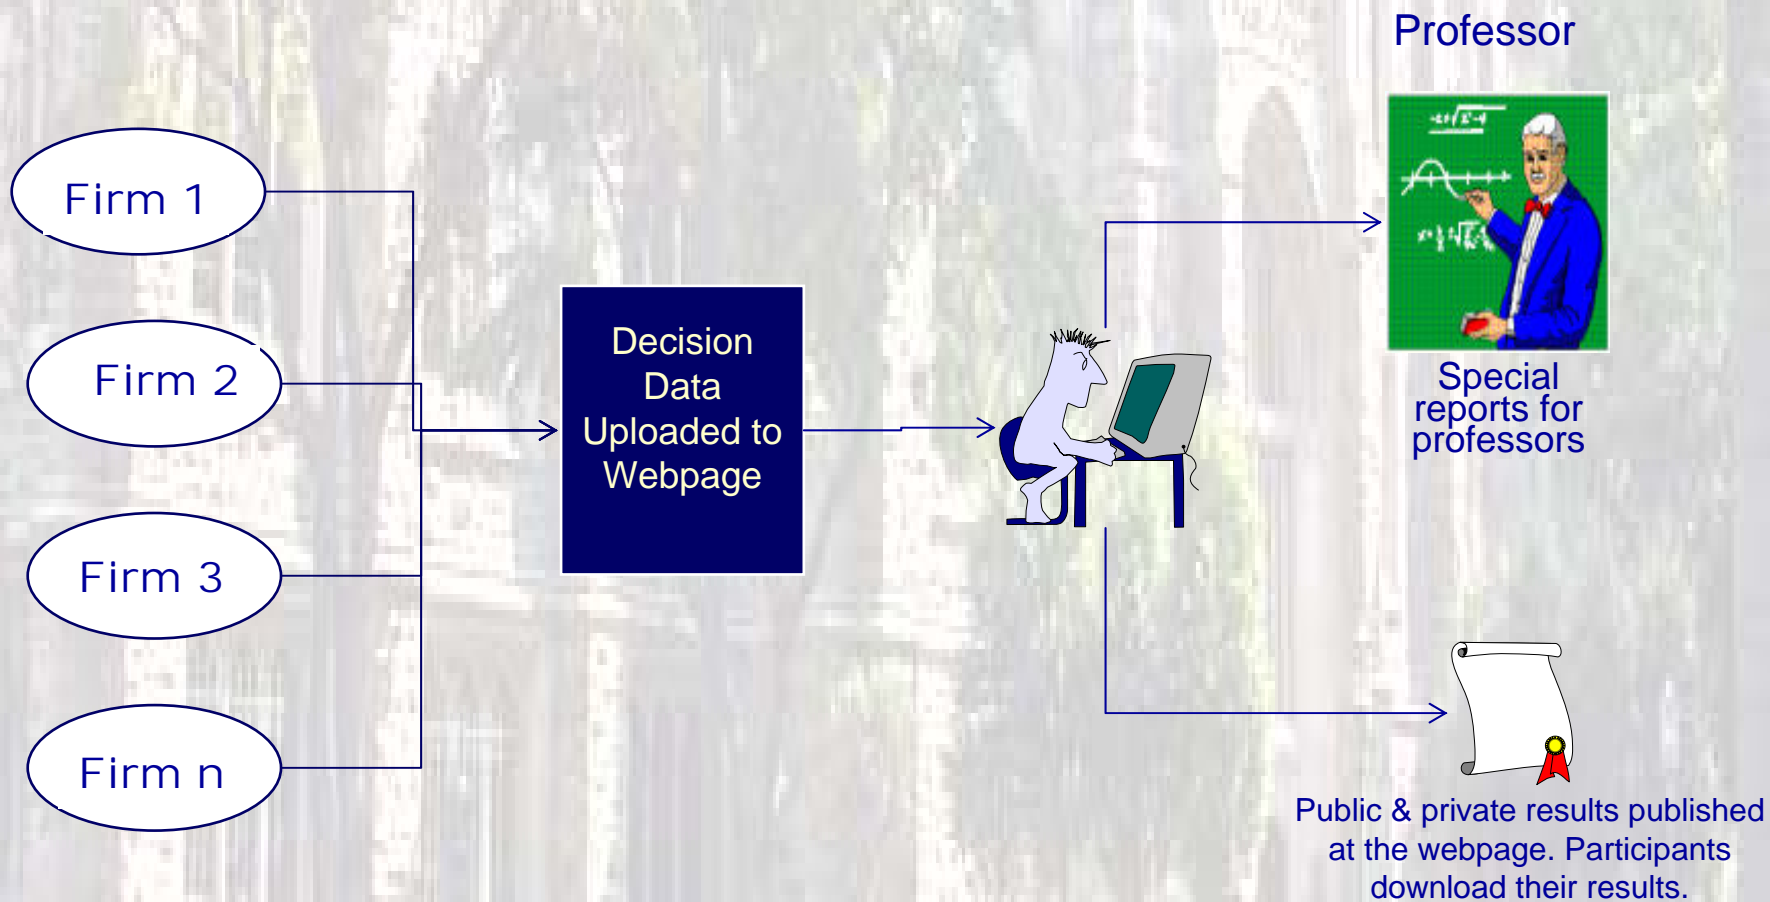 Professor
Firm 1
Firm 2
Firm 3
Firm n
Decision
Data
Uploaded to
Webpage
Special
reports for
professors
Public & private results published
at the webpage. Participants
download their results.